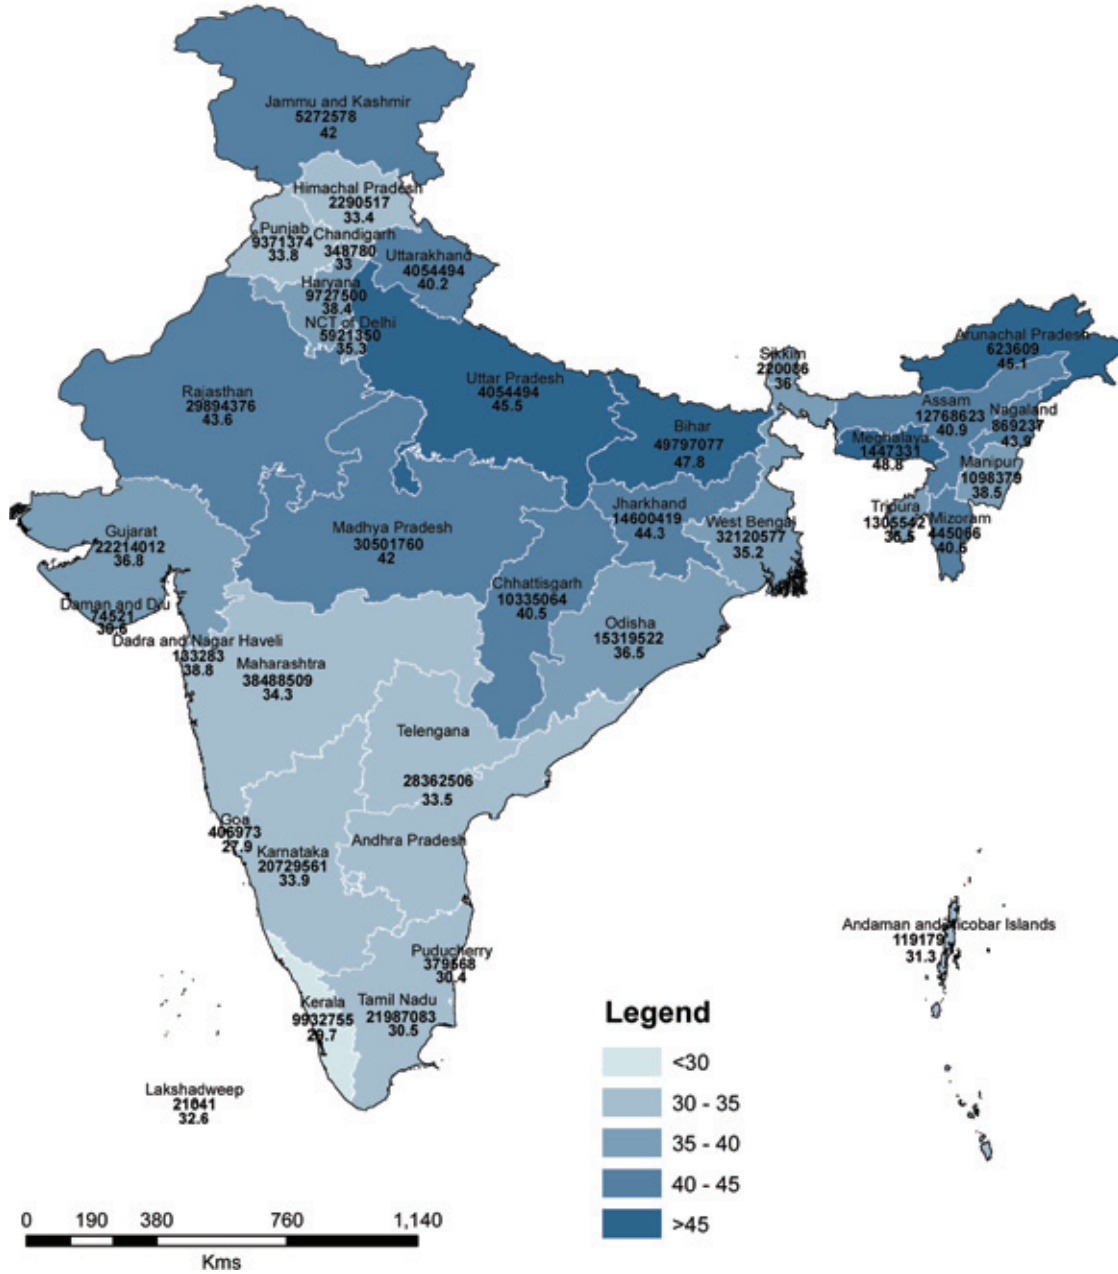 Jammu and Kashmir
5272578
42
Himachal Pradesh
2290517
33.4
Punjab
9371374
33.8
Chandigarh
348780
33
Uttarakhand
4054494
40.2
Haryana
9727500
38.4
NCT of Delhi
5921350
35.3
Rajasthan
29894376
43.6
Uttar Pradesh
4054494
45.5
Bihar
49797077
47.8
Sikkim
220086
36
Arunachal Pradesh
623609
45.1
Assam
12768623
40.9
Nagaland
869237
43.9
Meghalaya
1447331
48.8
Manipur
1098379
38.5
Tripura
1305542
Mizoram
445066
Gujarat
22214012
36.8
Madhya Pradesh
30501760
42
Jharkhand
14600419
44.3
West Bengal
32120577
35.2
Chhattisgarh
10335064
40.5
Daman and Diu
74521
Dadra and Nagar Haveli
133283
38.8
Maharashtra
38488509
34.3
Odisha
15319522
36.5
Telengana
28362506
33.5
Andhra Pradesh
Goa
406973
27.9
Karnataka
20729561
33.9
Puducherry
379568
30.4
Kerala
9932755
29.7
Tamil Nadu
21987083
30.5
Andaman and Nicobar Islands
119179
31.3
Lakshadweep
32.6
Legend
<30
30 - 35
35 - 40
40 - 45
>45
0 190 380 760 1,140
Kms